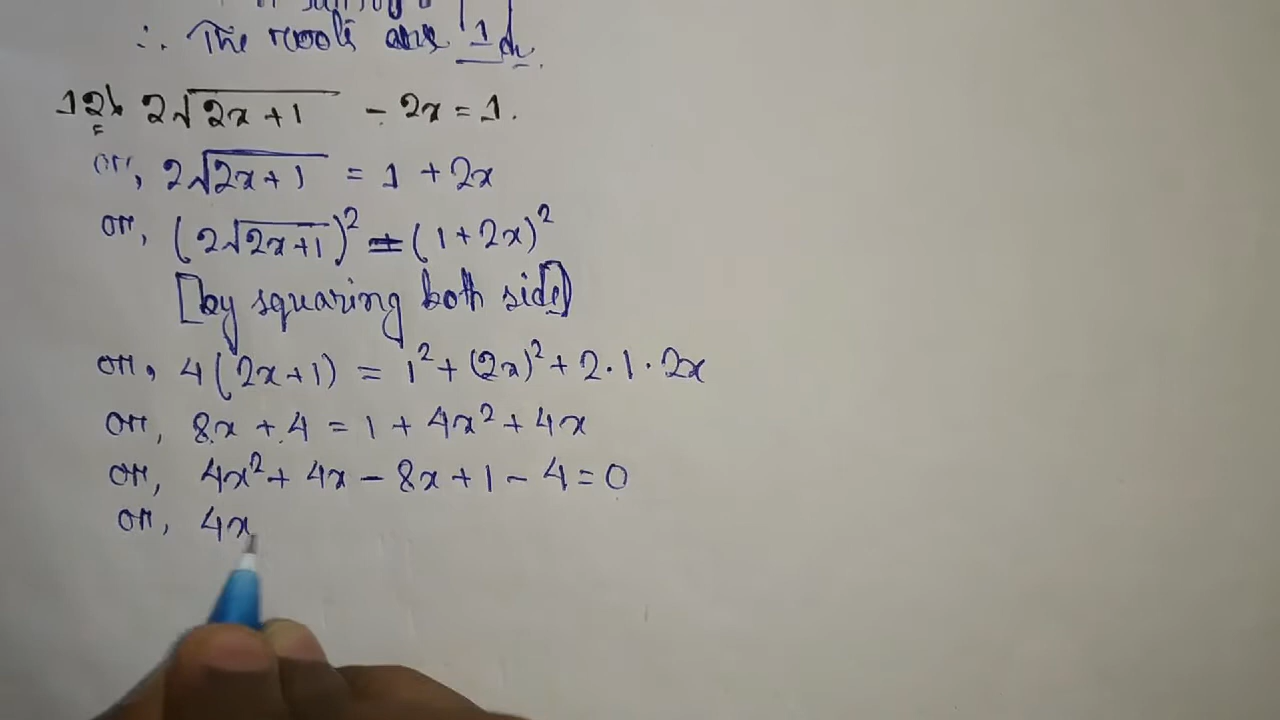 ∴ The roots are 1
12) 2√(2x+1) - 2x = 1.
or, 2√(2x+1) = 1 + 2x
or, (2√(2x+1))² = (1+2x)²
[by squaring both side]
or, 4(2x+1) = 1² + (2x)² + 2·1·2x
or, 8x + 4 = 1 + 4x² + 4x
or, 4x² + 4x - 8x + 1 - 4 = 0
or, 4x